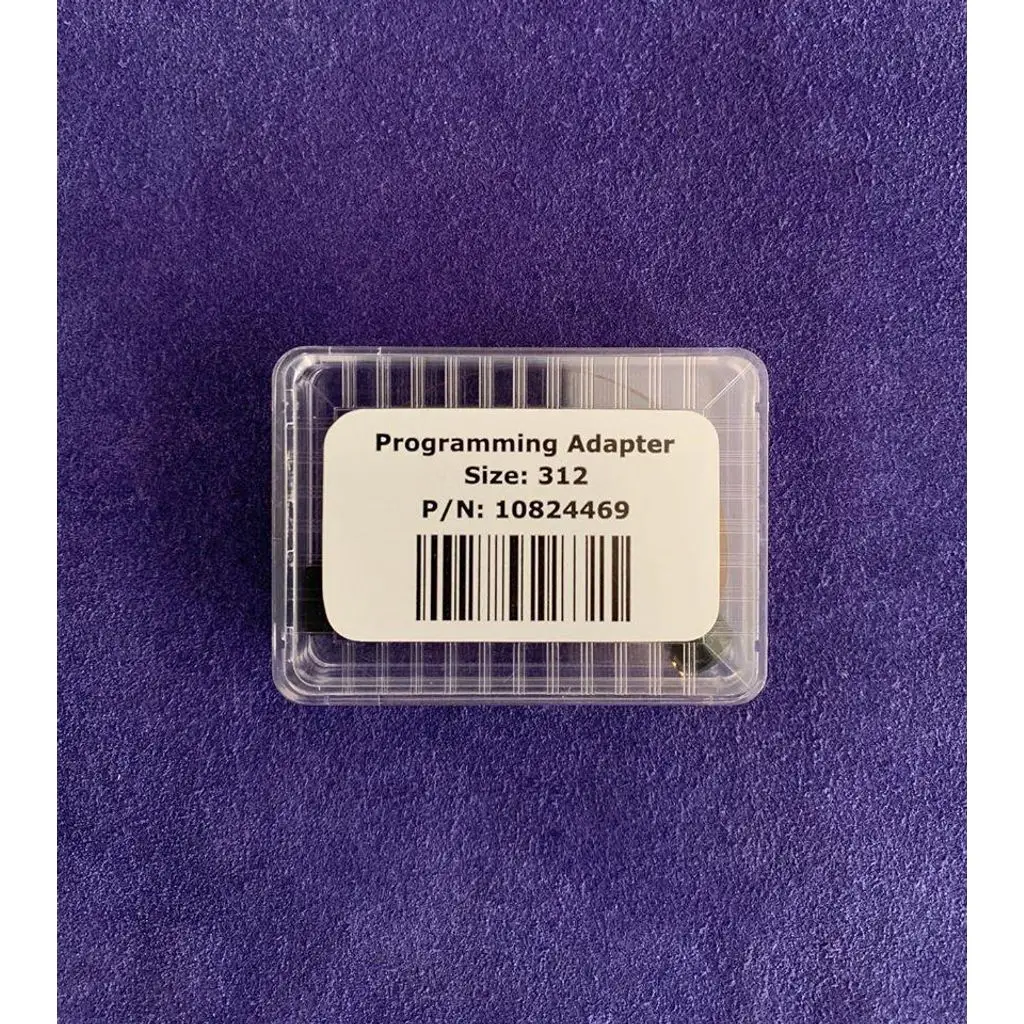 Programming Adapter
Size: 312
P/N: 10824469